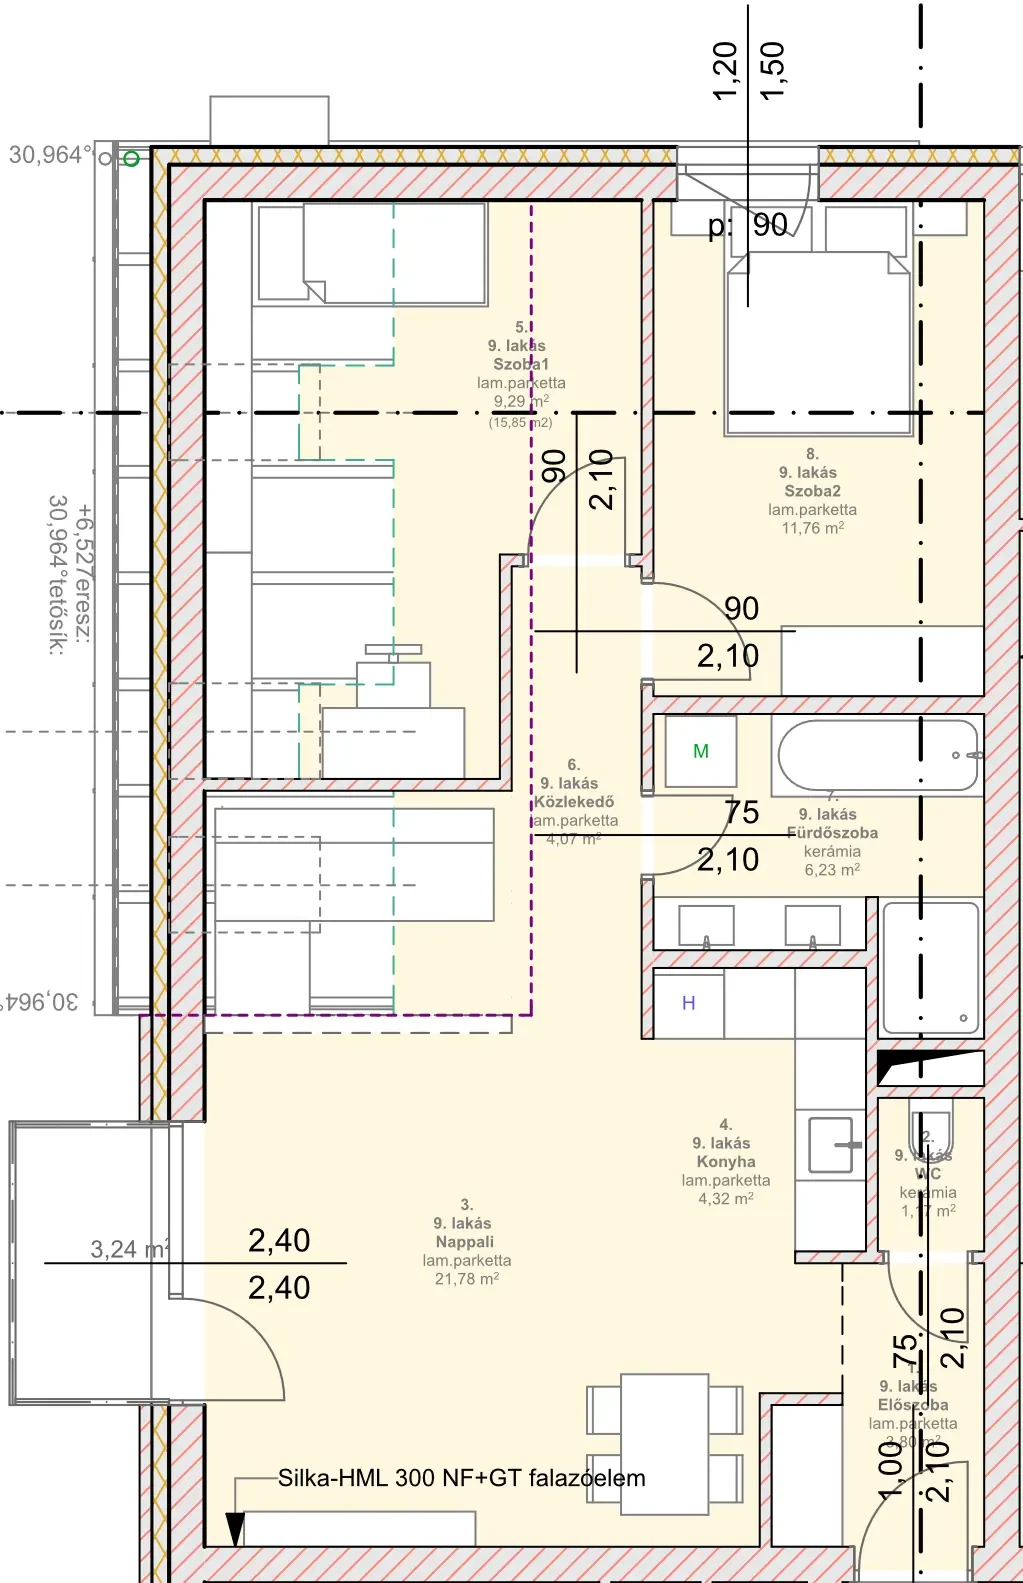 1,20
1,50
30,964°
p: 90
5.
9. lakás
Szoba1
lam.parketta
9,29 m²
(15,85 m2)
90
2,10
8.
9. lakás
Szoba2
lam.parketta
11,76 m²
+6,527eresz:
30,964°tetősík:
90
2,10
M
6.
9. lakás
Közlekedő
lam.parketta
4,07 m²
75
2,10
7.
9. lakás
Fürdőszoba
kerámia
6,23 m²
30,964°
H
4.
9. lakás
Konyha
lam.parketta
4,32 m²
2.
9. lakás
WC
kerámia
1,17 m²
3.
9. lakás
Nappali
lam.parketta
21,78 m²
3,24 m²
2,40
2,40
75
2,10
1.
9. lakás
Előszoba
lam.parketta
3,80 m²
1,00
2,10
Silka-HML 300 NF+GT falazóelem